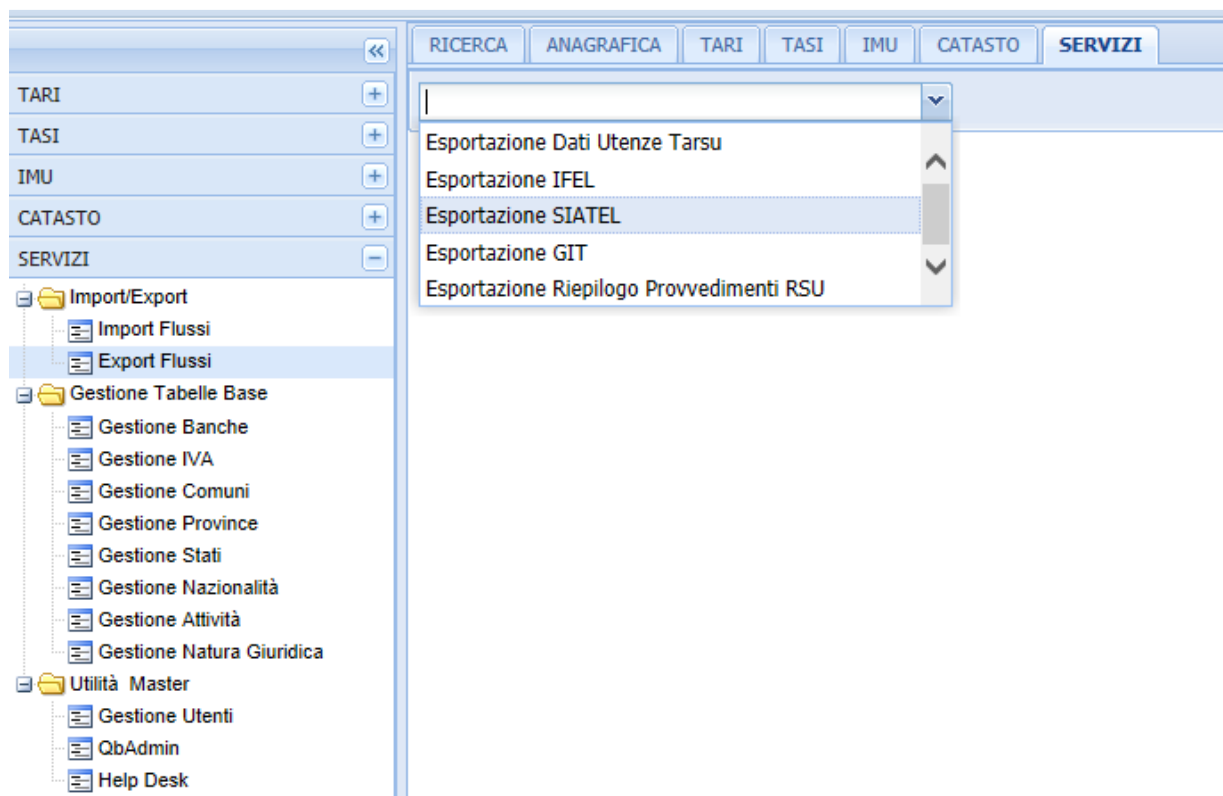 RICERCA ANAGRAFICA TARI TASI IMU CATASTO SERVIZI
TARI
TASI
IMU
CATASTO
SERVIZI
Import/Export
Import Flussi
Export Flussi
Gestione Tabelle Base
Gestione Banche
Gestione IVA
Gestione Comuni
Gestione Province
Gestione Stati
Gestione Nazionalità
Gestione Attività
Gestione Natura Giuridica
Utilità Master
Gestione Utenti
QbAdmin
Help Desk
Esportazione Dati Utenze Tarsu
Esportazione IFEL
Esportazione SIATEL
Esportazione GIT
Esportazione Riepilogo Provvedimenti RSU